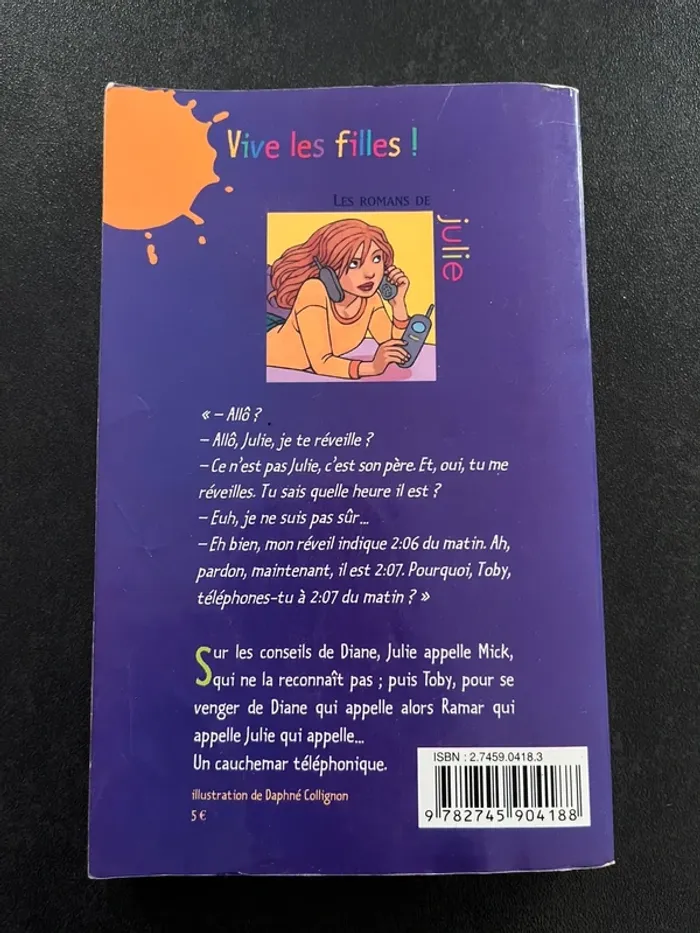 Vive les filles !
Les romans de
julie
« – Allô ?
– Allô, Julie, je te réveille ?
– Ce n'est pas Julie, c'est son père. Et, oui, tu me
réveilles. Tu sais quelle heure il est ?
– Euh, je ne suis pas sûr...
– Eh bien, mon réveil indique 2:06 du matin. Ah,
pardon, maintenant, il est 2:07. Pourquoi, Toby,
téléphones-tu à 2:07 du matin ? »
Sur les conseils de Diane, Julie appelle Mick,
qui ne la reconnaît pas ; puis Toby, pour se
venger de Diane qui appelle alors Ramar qui
appelle Julie qui appelle...
Un cauchemar téléphonique.
illustration de Daphné Collignon
5 €
ISBN : 2.7459.0418.3
9 782745 904188